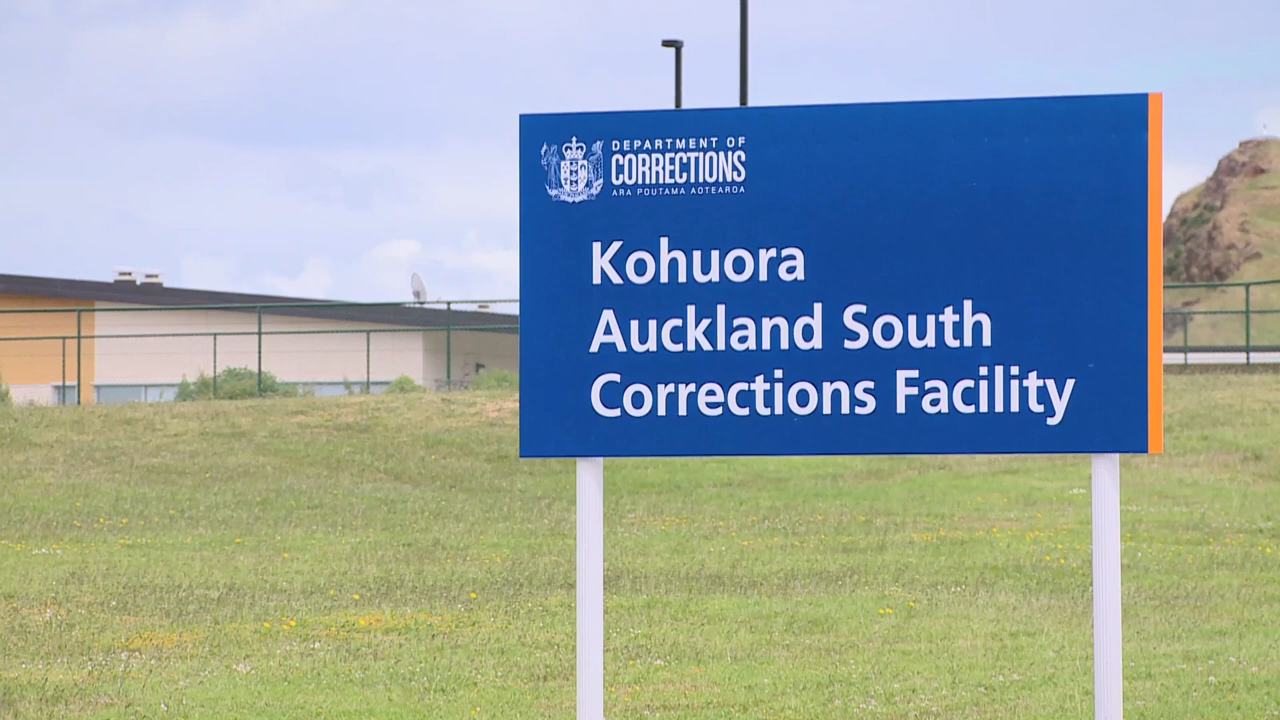 DEPARTMENT OF
CORRECTIONS
ARA POUTAMA AOTEAROA
Kohuora
Auckland South
Corrections Facility